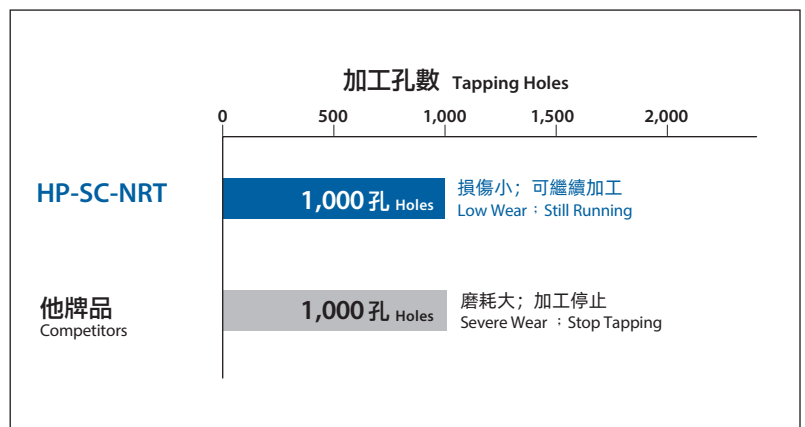 加工孔數 Tapping Holes
0 500 1,000 1,500 2,000
HP-SC-NRT
1,000 孔 Holes
損傷小；可繼續加工
Low Wear；Still Running
他牌品
Competitors
1,000 孔 Holes
磨耗大；加工停止
Severe Wear ；Stop Tapping